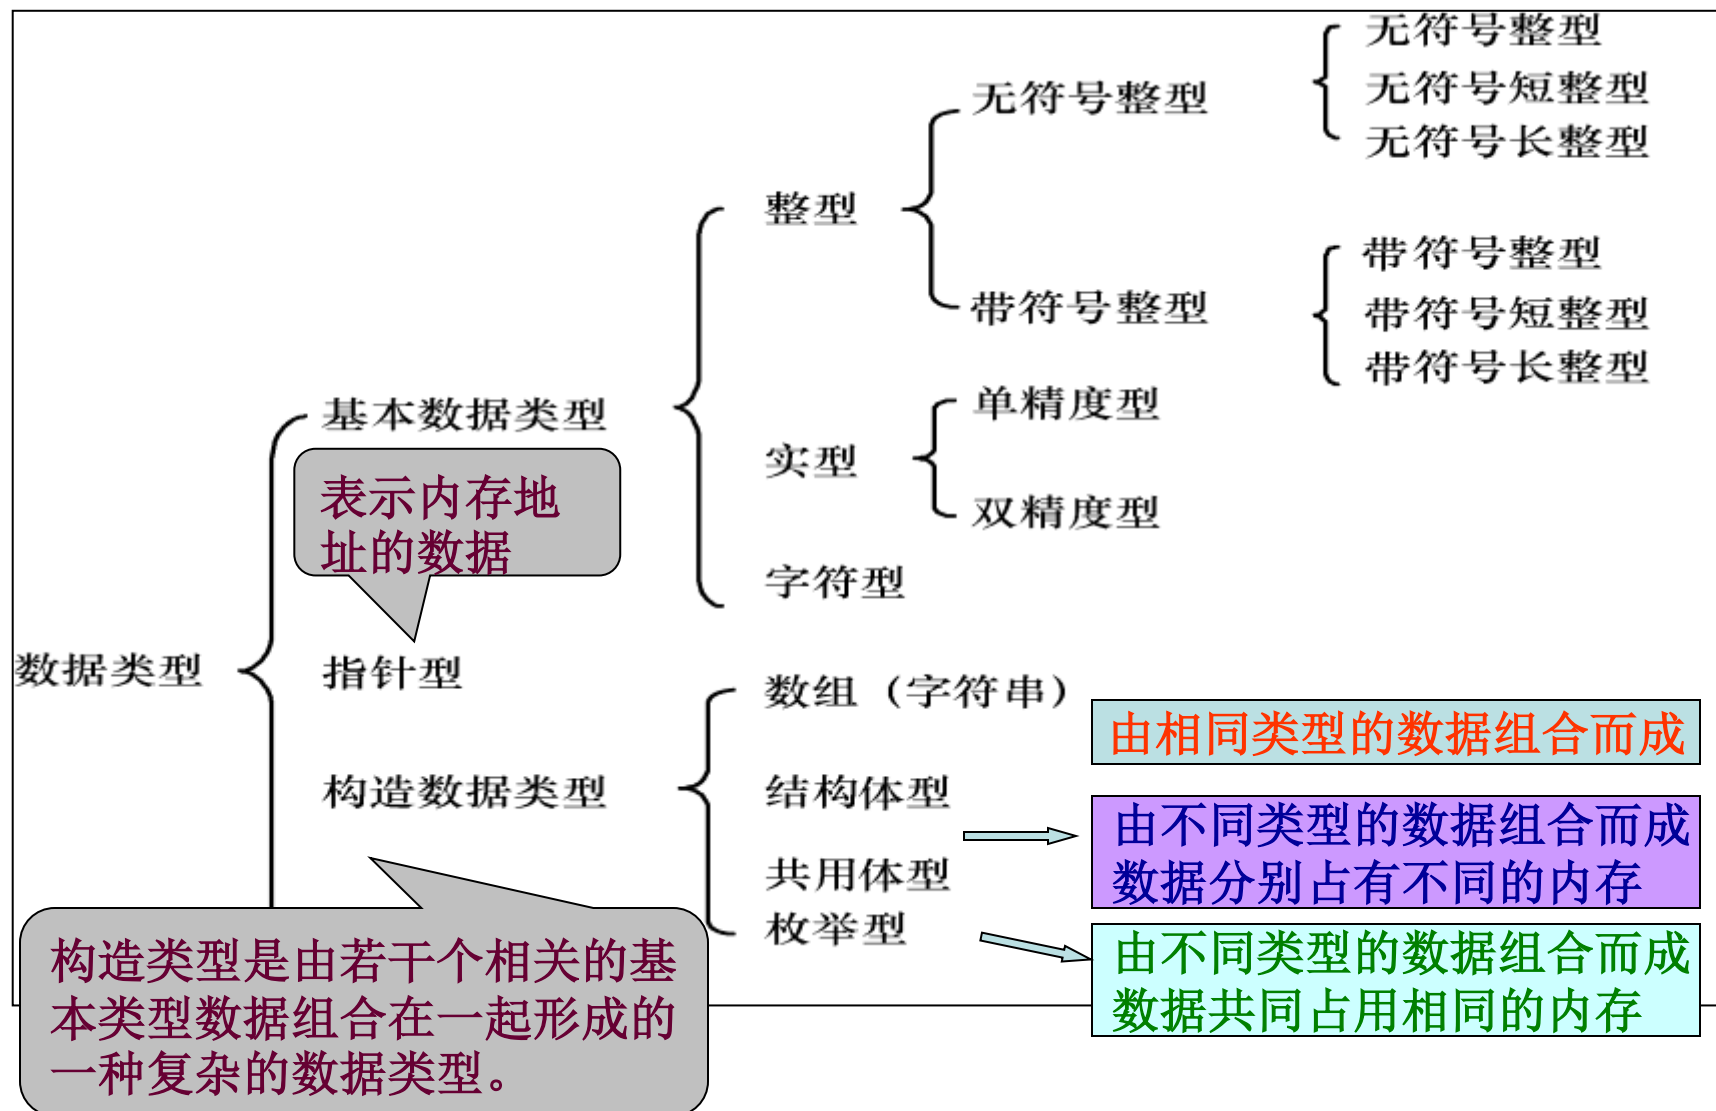 无符号整型
无符号短整型
无符号长整型
无符号整型
整型
带符号整型
带符号短整型
带符号长整型
带符号整型
基本数据类型
单精度型
实型
双精度型
表示内存地
址的数据
字符型
数据类型
指针型
数组（字符串）
由相同类型的数据组合而成
构造数据类型
结构体型
由不同类型的数据组合而成
数据分别占有不同的内存
共用体型
枚举型
由不同类型的数据组合而成
数据共同占用相同的内存
构造类型是由若干个相关的基
本类型数据组合在一起形成的
一种复杂的数据类型。